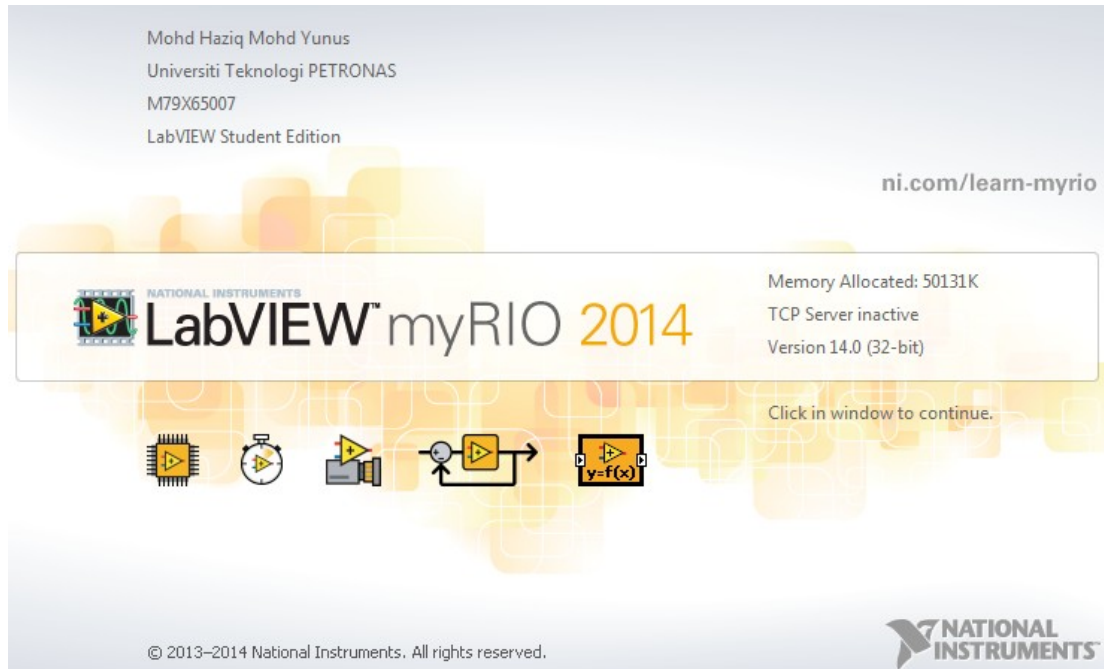 Mohd Haziq Mohd Yunus
Universiti Teknologi PETRONAS
M79X65007
LabVIEW Student Edition
ni.com/learn-myrio
NATIONAL INSTRUMENTS
LabVIEW™ myRIO 2014
Memory Allocated: 50131K
TCP Server inactive
Version 14.0 (32-bit)
Click in window to continue.
y=f(x)
© 2013–2014 National Instruments. All rights reserved.
NATIONAL
INSTRUMENTS